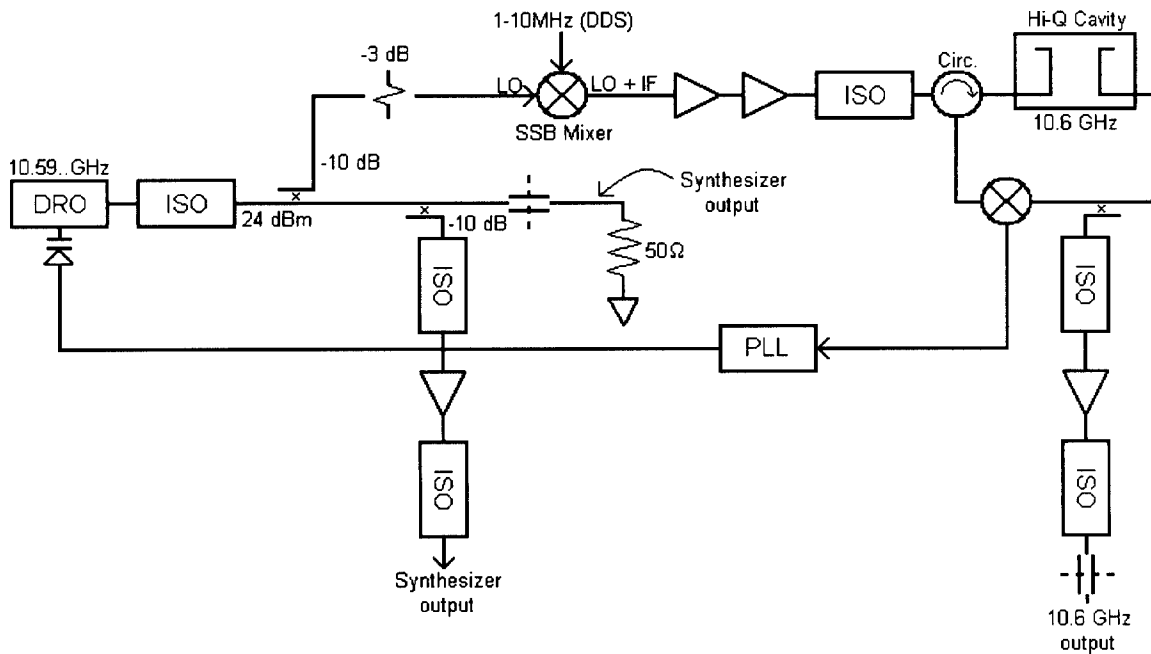 1-10MHz (DDS)
Hi-Q Cavity
-3 dB
Circ.
LO
LO + IF
ISO
SSB Mixer
10.6 GHz
10.59..GHz
-10 dB
DRO
ISO
24 dBm
-10 dB
Synthesizer
output
50Ω
ISO
ISO
PLL
ISO
ISO
Synthesizer
output
10.6 GHz
output